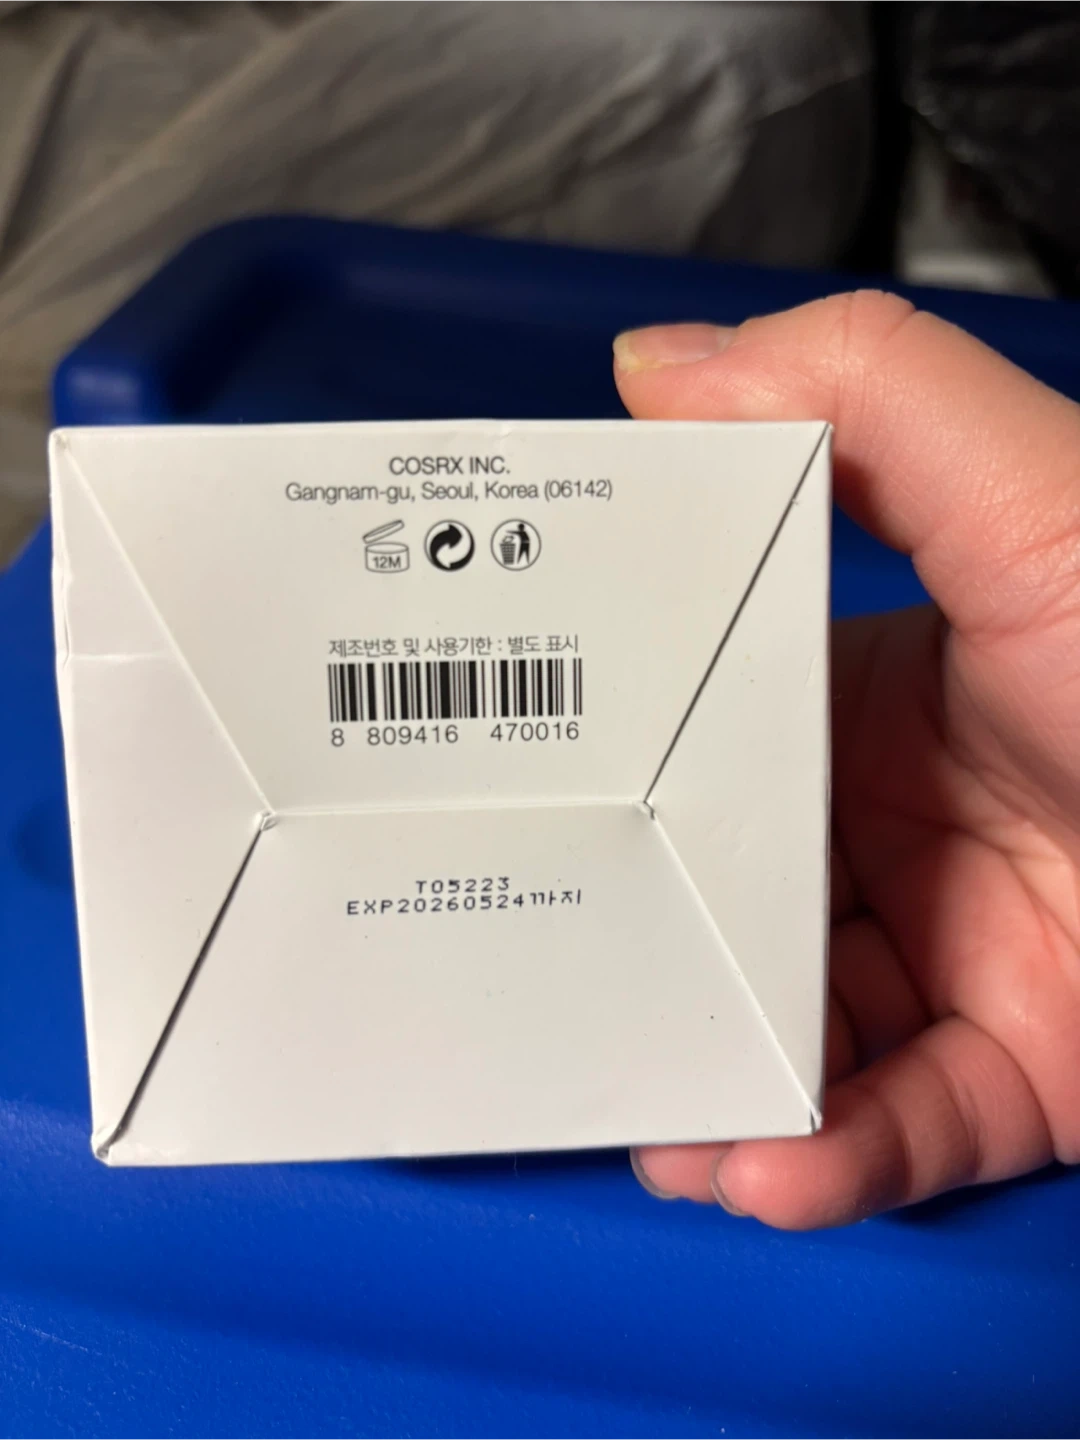 COSRX INC.
Gangnam-gu, Seoul, Korea (06142)
12M
제조번호 및 사용기한 : 별도 표시
8 809416 470016
T05223
EXP20260524까지